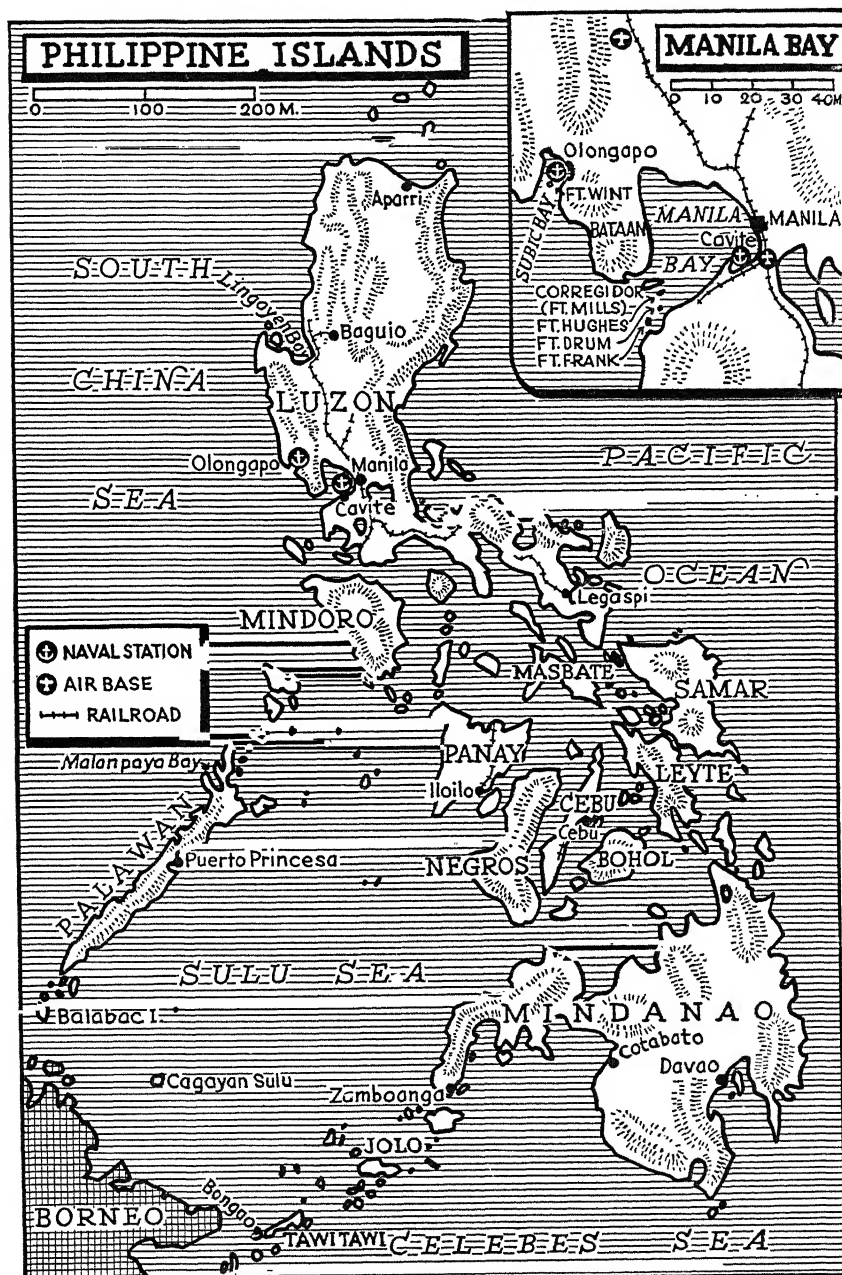 PHILIPPINE ISLANDS
0 100 200 M.
MANILA BAY
0 10 20 30 40M
Olongapo
FT. WINT
SUBIC BAY
BATAAN
MANILA
MANILA
Cavite
BAY
CORREGIDOR
(FT. MILLS)
FT. HUGHES
FT. DRUM
FT. FRANK
Aparri
SOUTH
Lingayen Bay
Baguio
CHINA
LUZON
Olongapo
Manila
PACIFIC
SEA
Cavite
OCEAN
Legaspi
MINDORO
NAVAL STATION
AIR BASE
RAILROAD
MASBATE
SAMAR
Malanpaya Bay
PANAY
LEYTE
Iloilo
CEBU
Cebu
PALAWAN
Puerto Princesa
NEGROS
BOHOL
SULU SEA
MINDANAO
Balabac I.
Cotabato
Cagayan Sulu
Davao
Zamboanga
JOLO
Bongao
BORNEO
TAWITAWI
CELEBES SEA